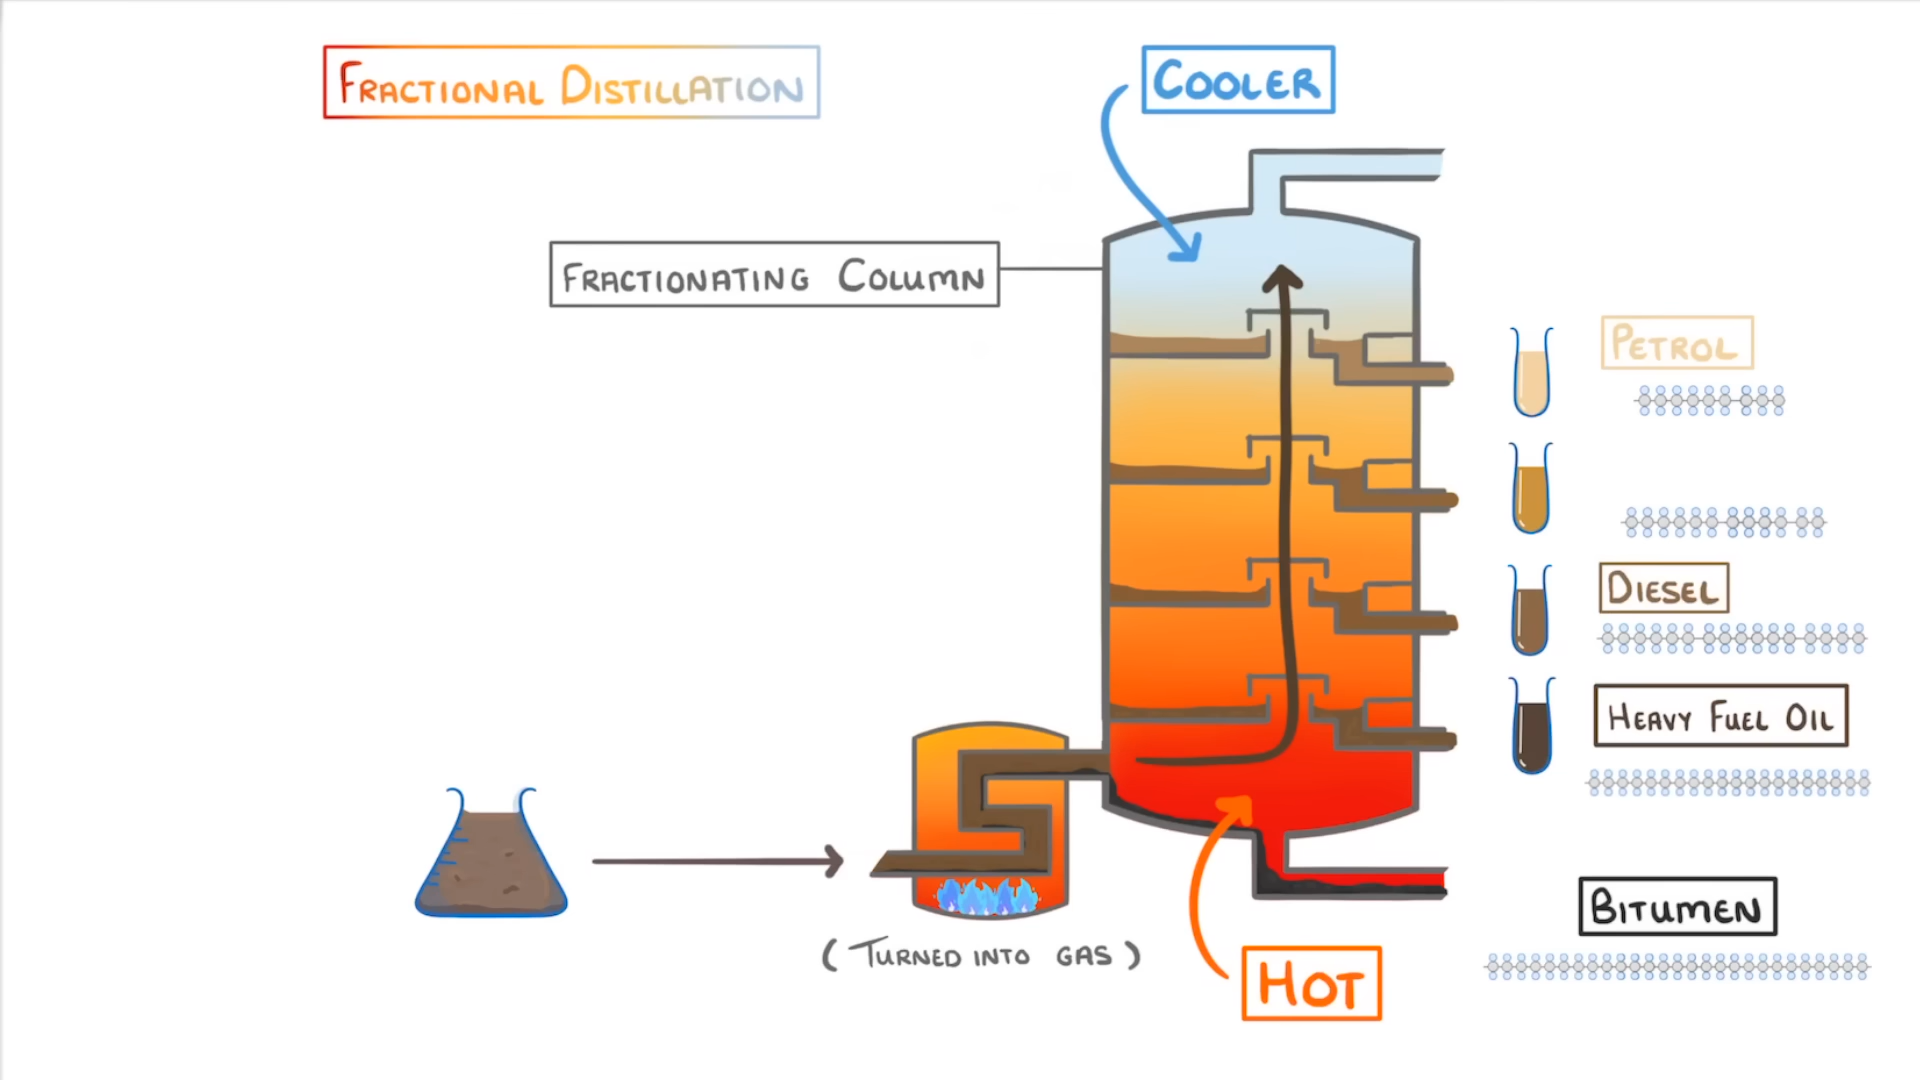 Fractional Distillation
Cooler
Fractionating Column
Petrol
Diesel
Heavy Fuel Oil
Bitumen
(Turned into gas)
Hot